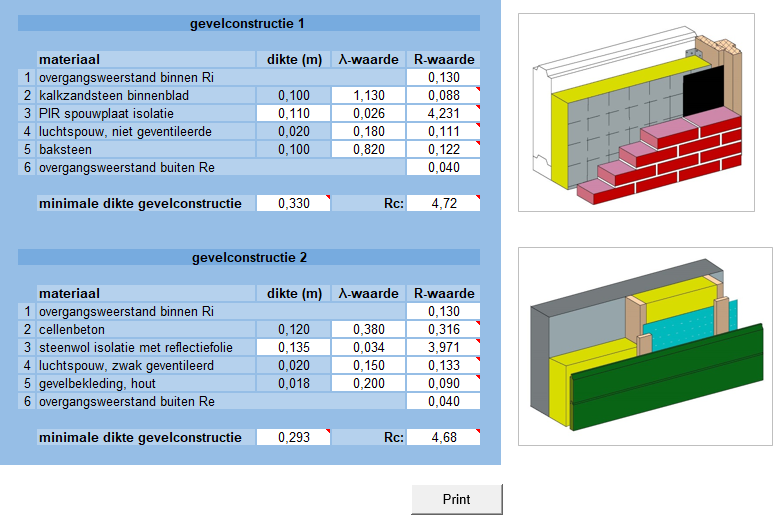 gevelconstructie 1
materiaal dikte (m) λ-waarde R-waarde
1 overgangsweerstand binnen Ri 0,130
2 kalkzandsteen binnenblad 0,100 1,130 0,088
3 PIR spouwplaat isolatie 0,110 0,026 4,231
4 luchtspouw, niet geventileerde 0,020 0,180 0,111
5 baksteen 0,100 0,820 0,122
6 overgangsweerstand buiten Re 0,040
minimale dikte gevelconstructie 0,330 Rc: 4,72
gevelconstructie 2
materiaal dikte (m) λ-waarde R-waarde
1 overgangsweerstand binnen Ri 0,130
2 cellenbeton 0,120 0,380 0,316
3 steenwol isolatie met reflectiefolie 0,135 0,034 3,971
4 luchtspouw, zwak geventileerd 0,020 0,150 0,133
5 gevelbekleding, hout 0,018 0,200 0,090
6 overgangsweerstand buiten Re 0,040
minimale dikte gevelconstructie 0,293 Rc: 4,68
Print